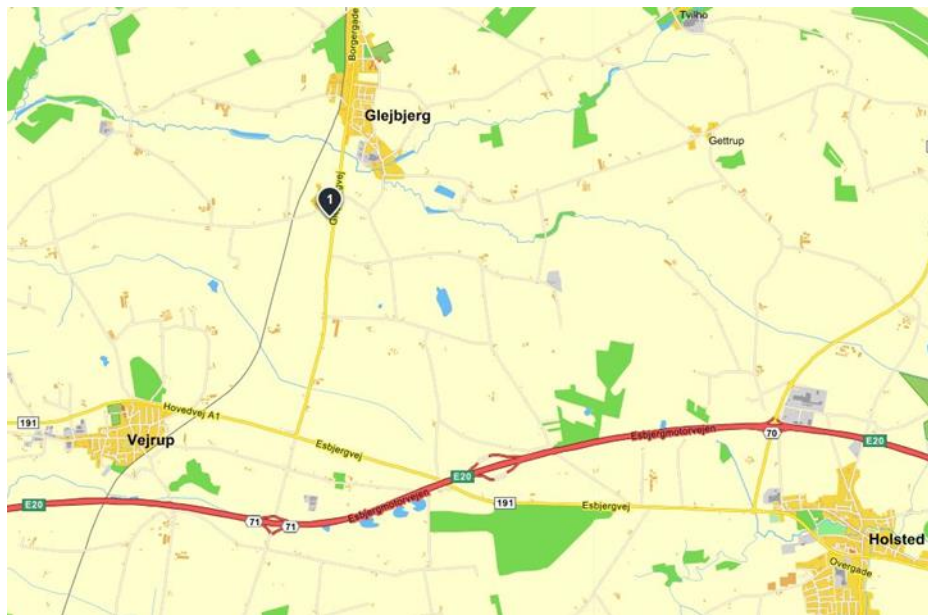 Tvilho
Borgergade
Glejbjerg
Gettrup
1
Hovedvej A1
191
Vejrup
Esbjergvej
Esbjergmotorvejen
70
E20
E20
E20
191
Esbjergvej
Esbjergmotorvejen
71
71
Holsted
Overgade